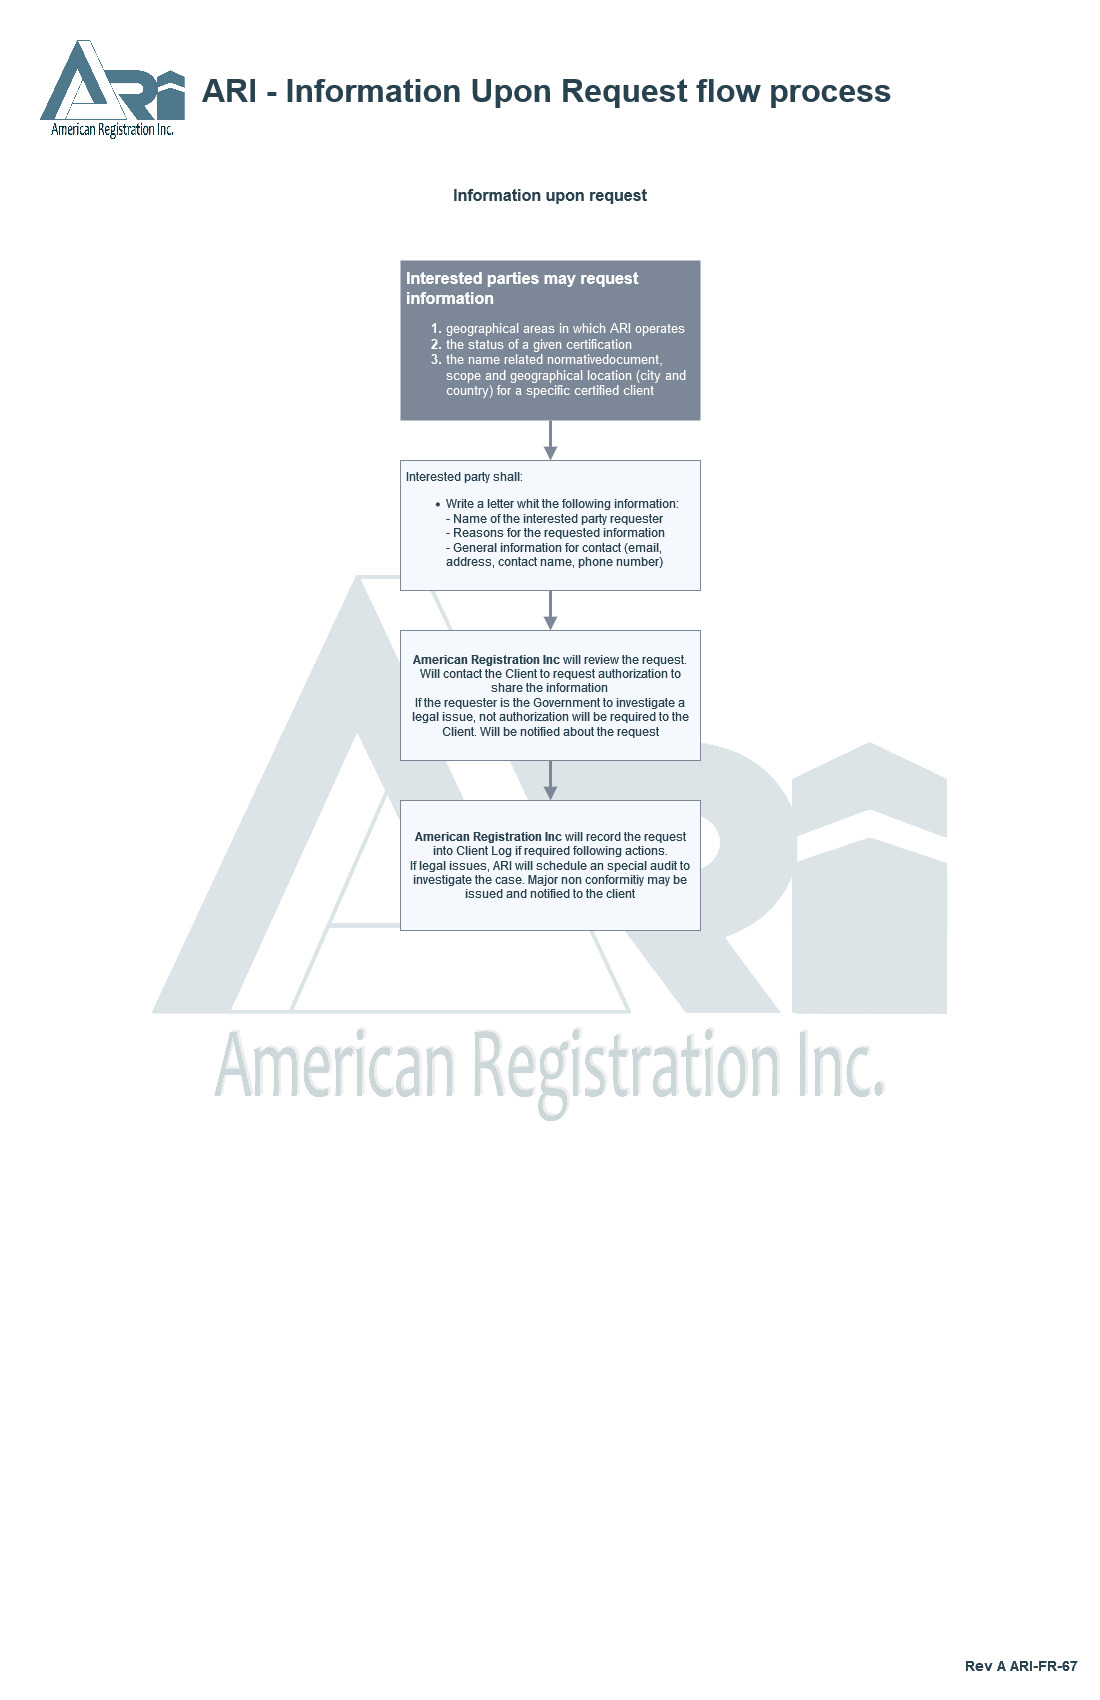 ARI
American Registration Inc.
ARI - Information Upon Request flow process
Information upon request
Interested parties may request
information
1. geographical areas in which ARI operates
2. the status of a given certification
3. the name related normativedocument,
scope and geographical location (city and
country) for a specific certified client
Interested party shall:
• Write a letter whit the following information:
- Name of the interested party requester
- Reasons for the requested information
- General information for contact (email,
address, contact name, phone number)
American Registration Inc will review the request.
Will contact the Client to request authorization to
share the information
If the requester is the Government to investigate a
legal issue, not authorization will be required to the
Client. Will be notified about the request
American Registration Inc will record the request
into Client Log if required following actions.
If legal issues, ARI will schedule an special audit to
investigate the case. Major non conformitiy may be
issued and notified to the client
ARI
American Registration Inc.
Rev A ARI-FR-67